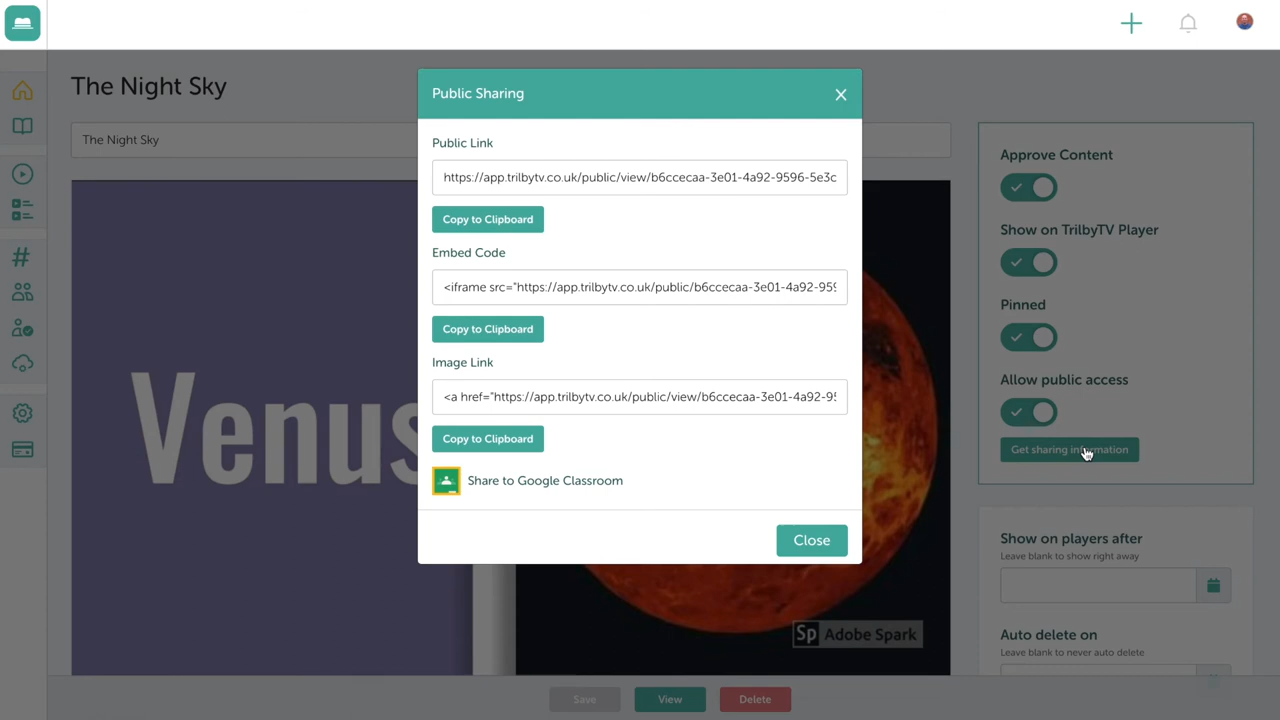 The Night Sky
The Night Sky
Venus
Sp Adobe Spark
Public Sharing
Public Link
https://app.trilbytv.co.uk/public/view/b6ccecaa-3e01-4a92-9596-5e3c
Copy to Clipboard
Embed Code
<iframe src="https://app.trilbytv.co.uk/public/b6ccecaa-3e01-4a92-959
Copy to Clipboard
Image Link
<a href="https://app.trilbytv.co.uk/public/view/b6ccecaa-3e01-4a92-95
Copy to Clipboard
Share to Google Classroom
Close
Approve Content
Show on TrilbyTV Player
Pinned
Allow public access
Get sharing information
Show on players after
Leave blank to show right away
Auto delete on
Leave blank to never auto delete
Save
View
Delete